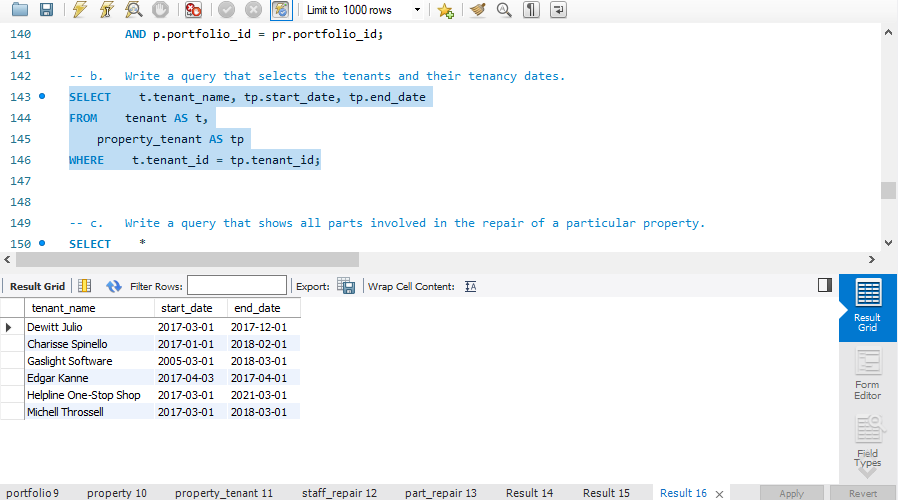 Limit to 1000 rows
140 AND p.portfolio_id = pr.portfolio_id;
141
142 -- b. Write a query that selects the tenants and their tenancy dates.
143 SELECT t.tenant_name, tp.start_date, tp.end_date
144 FROM tenant AS t,
145 property_tenant AS tp
146 WHERE t.tenant_id = tp.tenant_id;
147
148
149 -- c. Write a query that shows all parts involved in the repair of a particular property.
150 SELECT *
Result Grid Filter Rows: Export: Wrap Cell Content: IA
tenant_name start_date end_date
Dewitt Julio 2017-03-01 2017-12-01
Charisse Spinello 2017-01-01 2018-02-01
Gaslight Software 2005-03-01 2018-03-01
Edgar Kanne 2017-04-03 2017-04-01
Helpline One-Stop Shop 2017-03-01 2021-03-01
Michell Throssell 2017-03-01 2018-03-01
Result
Grid
Form
Editor
Field
Types
portfolio 9 property 10 property_tenant 11 staff_repair 12 part_repair 13 Result 14 Result 15 Result 16 Apply Revert